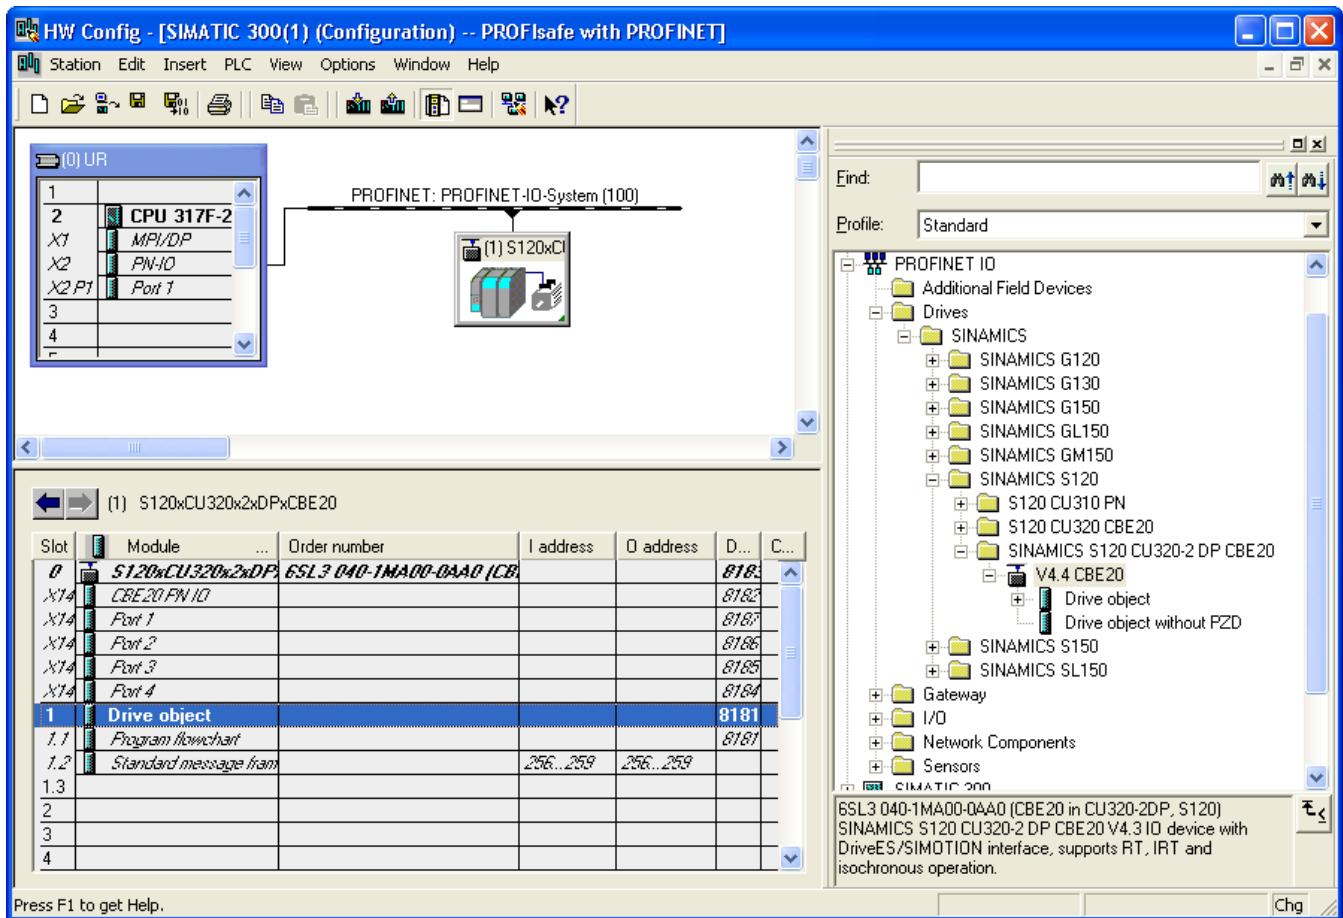 HW Config - [SIMATIC 300(1) (Configuration) -- PROFIsafe with PROFINET]
Station Edit Insert PLC View Options Window Help
(0) UR
1
2 CPU 317F-2
X1 MPI/DP
X2 PN-IO
X2 P1 Port 1
3
4
PROFINET: PROFINET-IO-System (100)
(1) S120xCU
(1) S120xCU320x2xDPxCBE20
Slot Module ... Order number I address O address D... C...
0 S120xCU320x2xDP 6SL3 040-1MA00-0AA0 (CB 8183
X14 CBE20 PN IO 8182
X14 Port 1 8187
X14 Port 2 8186
X14 Port 3 8185
X14 Port 4 8184
1 Drive object 8181
1.1 Program flowchart 8181
1.2 Standard message fram 256...259 256...259
1.3
2
3
4
Find:
Profile: Standard
PROFINET IO
Additional Field Devices
Drives
SINAMICS
SINAMICS G120
SINAMICS G130
SINAMICS G150
SINAMICS GL150
SINAMICS GM150
SINAMICS S120
S120 CU310 PN
S120 CU320 CBE20
SINAMICS S120 CU320-2 DP CBE20
V4.4 CBE20
Drive object
Drive object without PZD
SINAMICS S150
SINAMICS SL150
Gateway
I/O
Network Components
Sensors
SIMATIC 300
6SL3 040-1MA00-0AA0 (CBE20 in CU320-2DP, S120)
SINAMICS S120 CU320-2 DP CBE20 V4.3 IO device with
DriveES/SIMOTION interface, supports RT, IRT and
isochronous operation.
Press F1 to get Help.
Chg